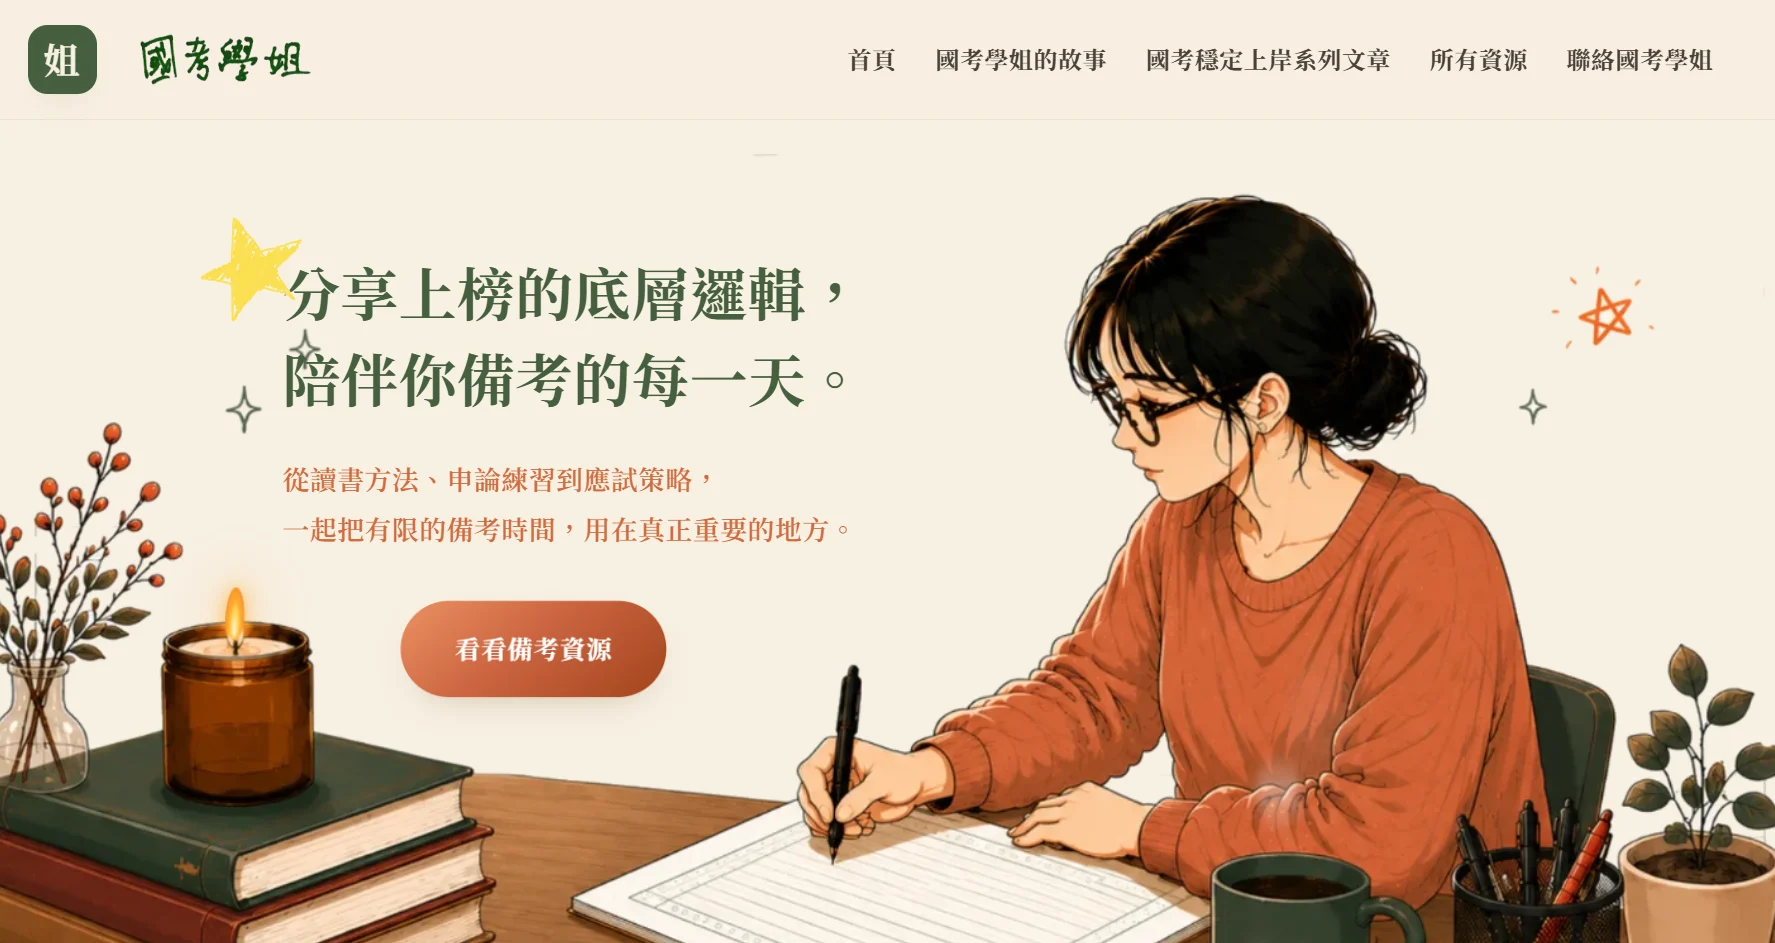 姐
國考學姐
首頁
國考學姐的故事
國考穩定上岸系列文章
所有資源
聯絡國考學姐
分享上榜的底層邏輯，
陪伴你備考的每一天。
從讀書方法、申論練習到應試策略，
一起把有限的備考時間，用在真正重要的地方。
看看備考資源